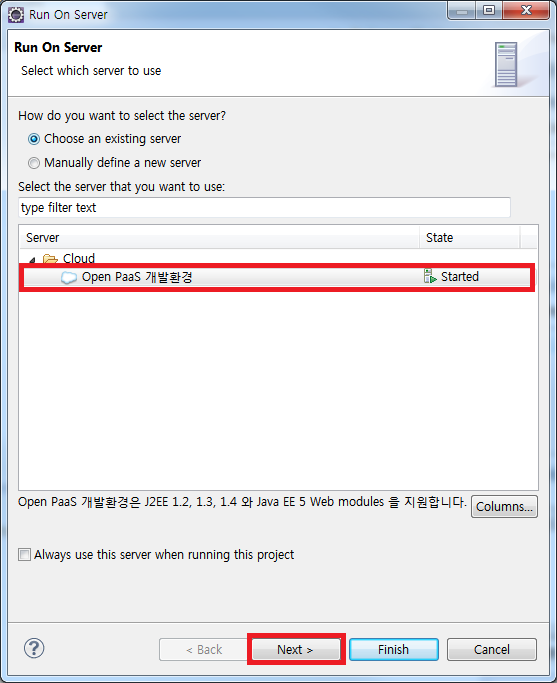 Run On Server
Run On Server
Select which server to use
How do you want to select the server?
Choose an existing server
Manually define a new server
Select the server that you want to use:
type filter text
Server State
Cloud
Open PaaS 개발환경 Started
Open PaaS 개발환경은 J2EE 1.2, 1.3, 1.4 와 Java EE 5 Web modules 을 지원합니다. Columns...
Always use this server when running this project
? < Back Next > Finish Cancel